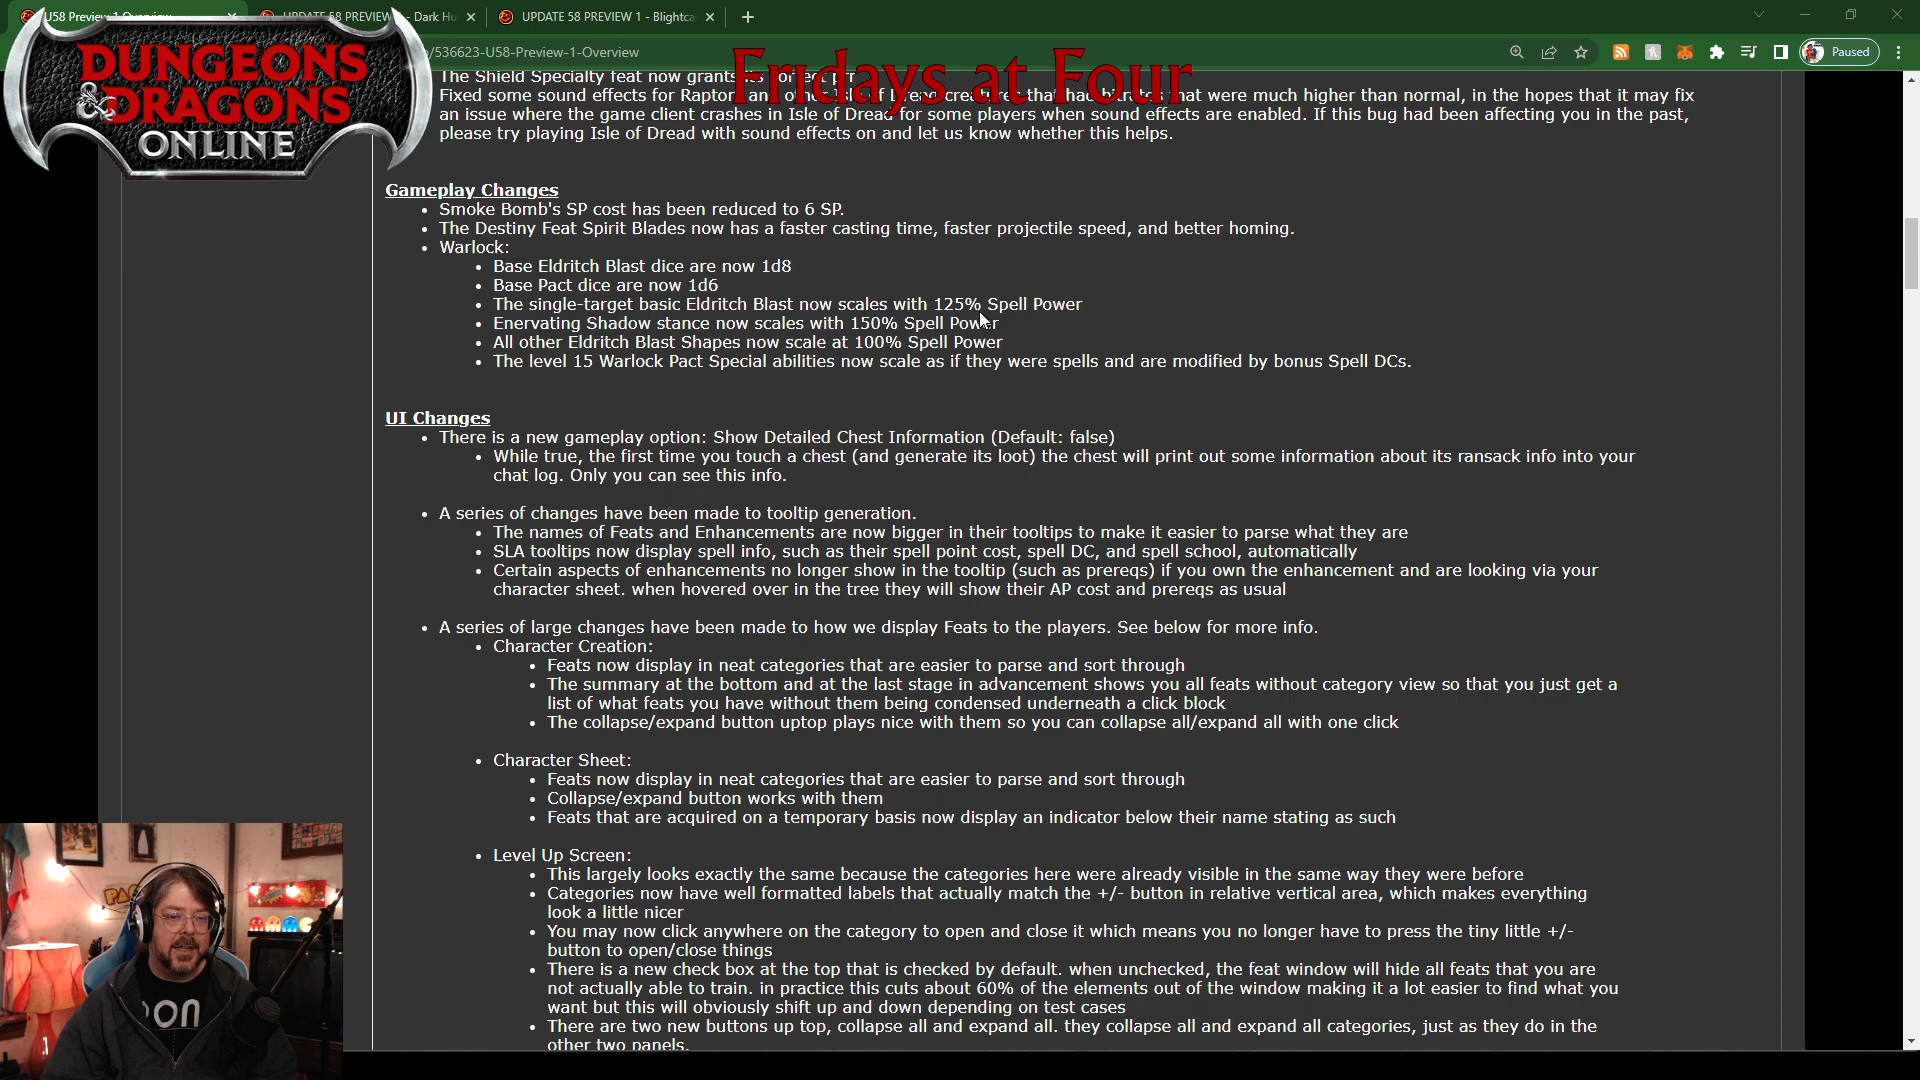 U58 Preview 1 Overview
UPDATE 58 PREVIEW - Dark Hu
UPDATE 58 PREVIEW 1 - Blightca
/536623-U58-Preview-1-Overview
Paused
DUNGEONS
& DRAGONS
ONLINE
Fridays at Four
The Shield Specialty feat now grants its
Fixed some sound effects for Raptor and other Isle of Dread creatures that had bitrates that were much higher than normal, in the hopes that it may fix
an issue where the game client crashes in Isle of Dread for some players when sound effects are enabled. If this bug had been affecting you in the past,
please try playing Isle of Dread with sound effects on and let us know whether this helps.
Gameplay Changes
• Smoke Bomb's SP cost has been reduced to 6 SP.
• The Destiny Feat Spirit Blades now has a faster casting time, faster projectile speed, and better homing.
• Warlock:
• Base Eldritch Blast dice are now 1d8
• Base Pact dice are now 1d6
• The single-target basic Eldritch Blast now scales with 125% Spell Power
• Enervating Shadow stance now scales with 150% Spell Power
• All other Eldritch Blast Shapes now scale at 100% Spell Power
• The level 15 Warlock Pact Special abilities now scale as if they were spells and are modified by bonus Spell DCs.
UI Changes
• There is a new gameplay option: Show Detailed Chest Information (Default: false)
• While true, the first time you touch a chest (and generate its loot) the chest will print out some information about its ransack info into your
chat log. Only you can see this info.
• A series of changes have been made to tooltip generation.
• The names of Feats and Enhancements are now bigger in their tooltips to make it easier to parse what they are
• SLA tooltips now display spell info, such as their spell point cost, spell DC, and spell school, automatically
• Certain aspects of enhancements no longer show in the tooltip (such as prereqs) if you own the enhancement and are looking via your
character sheet. when hovered over in the tree they will show their AP cost and prereqs as usual
• A series of large changes have been made to how we display Feats to the players. See below for more info.
• Character Creation:
• Feats now display in neat categories that are easier to parse and sort through
• The summary at the bottom and at the last stage in advancement shows you all feats without category view so that you just get a
list of what feats you have without them being condensed underneath a click block
• The collapse/expand button uptop plays nice with them so you can collapse all/expand all with one click
• Character Sheet:
• Feats now display in neat categories that are easier to parse and sort through
• Collapse/expand button works with them
• Feats that are acquired on a temporary basis now display an indicator below their name stating as such
• Level Up Screen:
• This largely looks exactly the same because the categories here were already visible in the same way they were before
• Categories now have well formatted labels that actually match the +/- button in relative vertical area, which makes everything
look a little nicer
• You may now click anywhere on the category to open and close it which means you no longer have to press the tiny little +/-
button to open/close things
• There is a new check box at the top that is checked by default. when unchecked, the feat window will hide all feats that you are
not actually able to train. in practice this cuts about 60% of the elements out of the window making it a lot easier to find what you
want but this will obviously shift up and down depending on test cases
• There are two new buttons up top, collapse all and expand all. they collapse all and expand all categories, just as they do in the
other two panels.